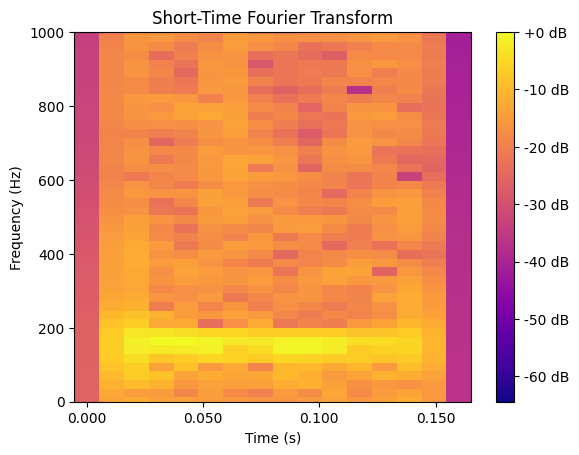 Short-Time Fourier Transform
1000
800
600
400
200
0
Frequency (Hz)
0.000
0.050
0.100
0.150
Time (s)
+0 dB
-10 dB
-20 dB
-30 dB
-40 dB
-50 dB
-60 dB